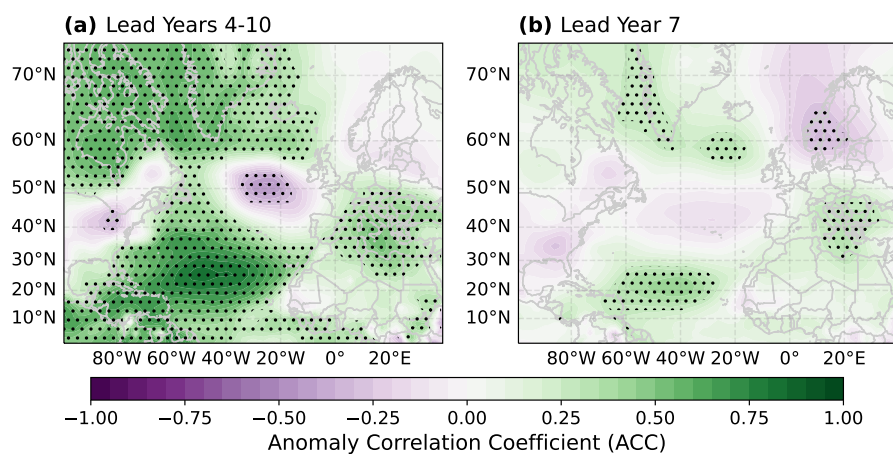 (a) Lead Years 4-10
(b) Lead Year 7
70°N
60°N
50°N
40°N
30°N
20°N
10°N
80°W 60°W 40°W 20°W 0° 20°E
70°N
60°N
50°N
40°N
30°N
20°N
10°N
80°W 60°W 40°W 20°W 0° 20°E
−1.00 −0.75 −0.50 −0.25 0.00 0.25 0.50 0.75 1.00
Anomaly Correlation Coefficient (ACC)